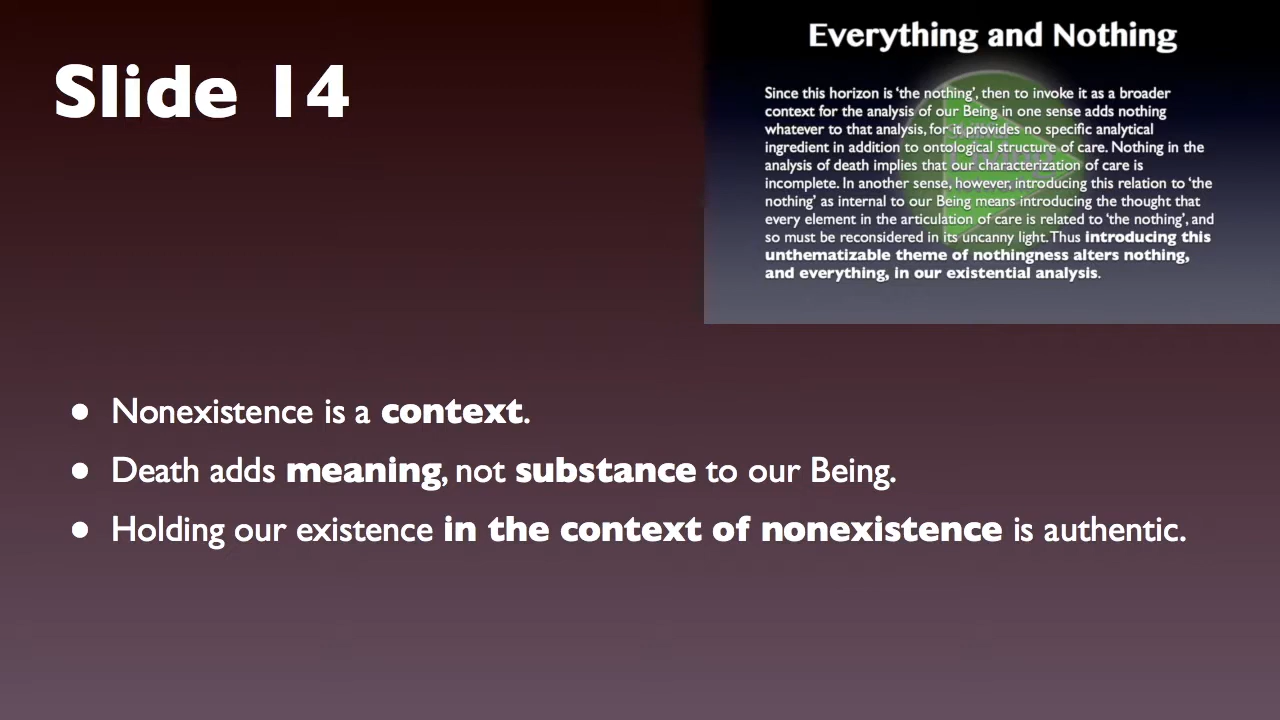 Slide 14
Everything and Nothing
Since this horizon is 'the nothing', then to invoke it as a broader
context for the analysis of our Being in one sense adds nothing
whatever to that analysis, for it provides no specific analytical
ingredient in addition to ontological structure of care. Nothing in the
analysis of death implies that our characterization of care is
incomplete. In another sense, however, introducing this relation to 'the
nothing' as internal to our Being means introducing the thought that
every element in the articulation of care is related to 'the nothing', and
so must be reconsidered in its uncanny light. Thus introducing this
unthematizable theme of nothingness alters nothing,
and everything, in our existential analysis.
● Nonexistence is a context.
● Death adds meaning, not substance to our Being.
● Holding our existence in the context of nonexistence is authentic.